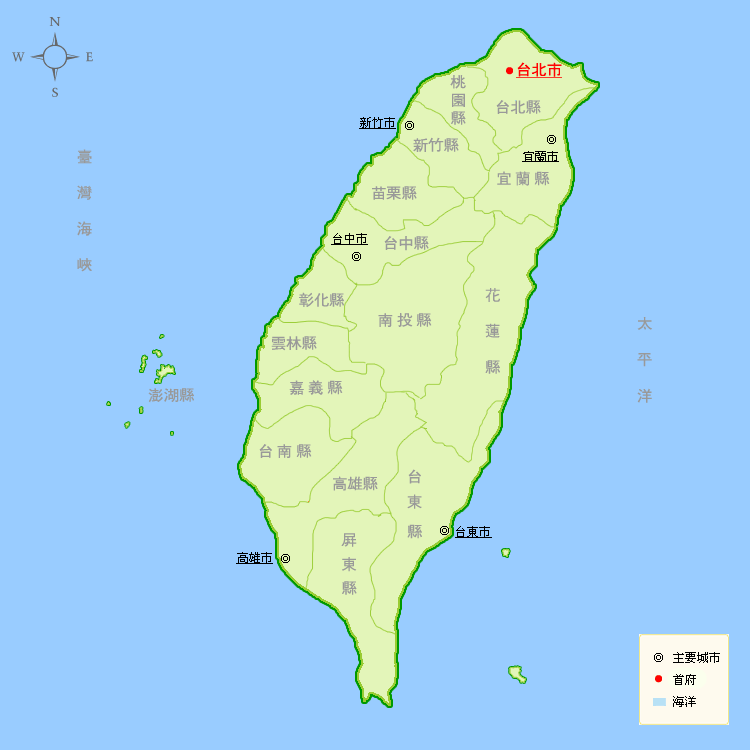 N
W
E
S
台北市
桃園縣
台北縣
新竹市
新竹縣
宜蘭市
宜蘭縣
臺灣海峽
苗栗縣
台中市
台中縣
彰化縣
花蓮縣
南投縣
太平洋
雲林縣
嘉義縣
澎湖縣
台南縣
高雄縣
台東縣
台東市
屏東縣
高雄市
主要城市
首府
海洋